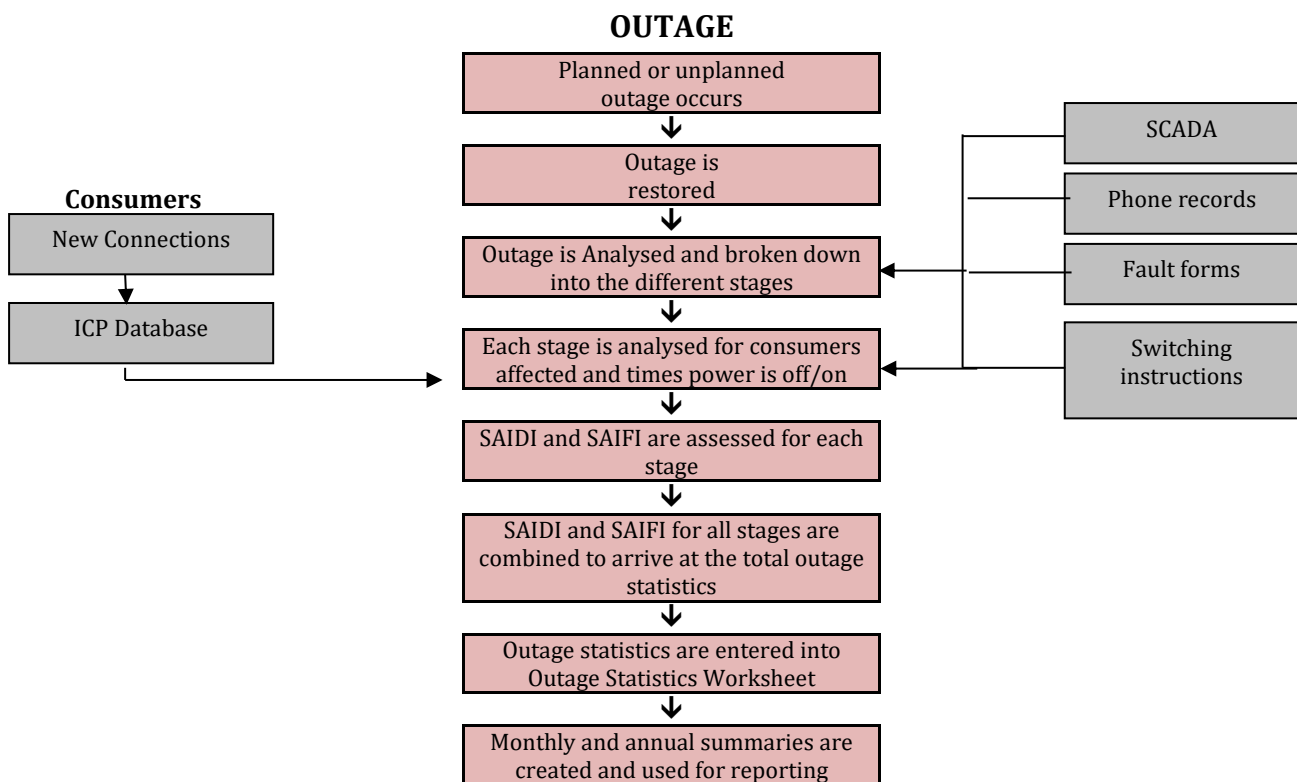 OUTAGE
Planned or unplanned
outage occurs
Outage is
restored
Outage is Analysed and broken down
into the different stages
Each stage is analysed for consumers
affected and times power is off/on
SAIDI and SAIFI are assessed for each
stage
SAIDI and SAIFI for all stages are
combined to arrive at the total outage
statistics
Outage statistics are entered into
Outage Statistics Worksheet
Monthly and annual summaries are
created and used for reporting
Consumers
New Connections
ICP Database
SCADA
Phone records
Fault forms
Switching
instructions